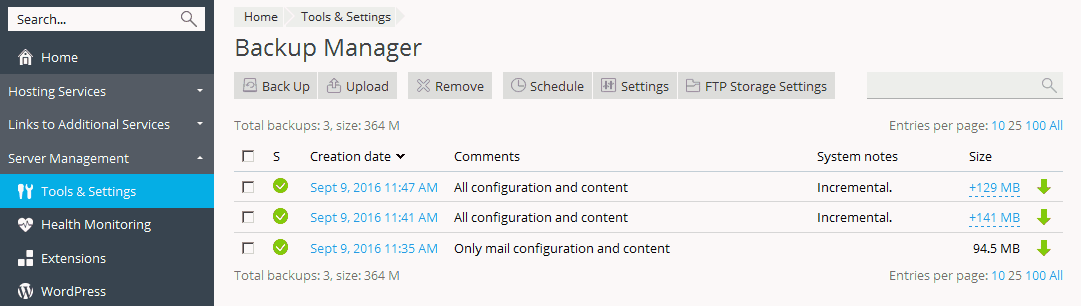 Search...
Home
Hosting Services
Links to Additional Services
Server Management
Tools & Settings
Health Monitoring
Extensions
WordPress
Home Tools & Settings
Backup Manager
Back Up Upload Remove Schedule Settings FTP Storage Settings
Total backups: 3, size: 364 M Entries per page: 10 25 100 All
S Creation date Comments System notes Size
Sept 9, 2016 11:47 AM All configuration and content Incremental. +129 MB
Sept 9, 2016 11:41 AM All configuration and content Incremental. +141 MB
Sept 9, 2016 11:35 AM Only mail configuration and content 94.5 MB
Total backups: 3, size: 364 M Entries per page: 10 25 100 All